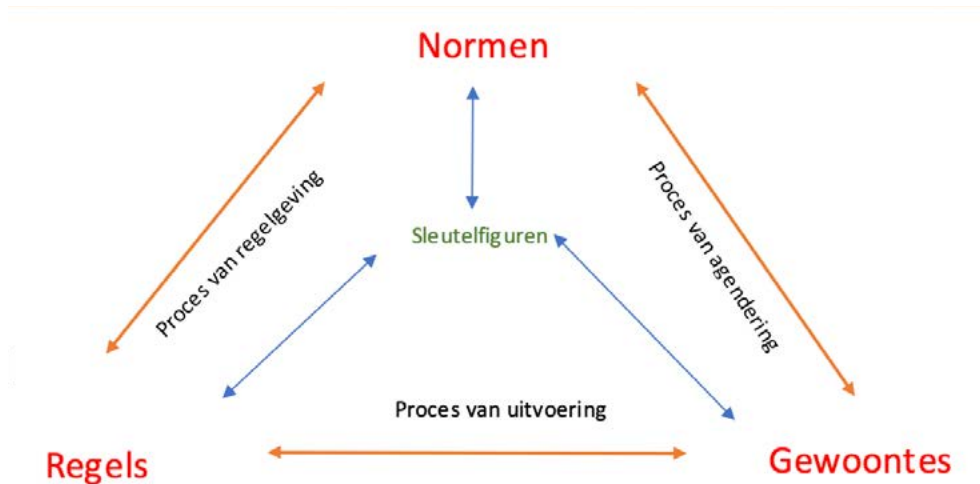 Normen
Proces van regelgeving
Proces van agendering
Sleutelfiguren
Proces van uitvoering
Regels
Gewoontes